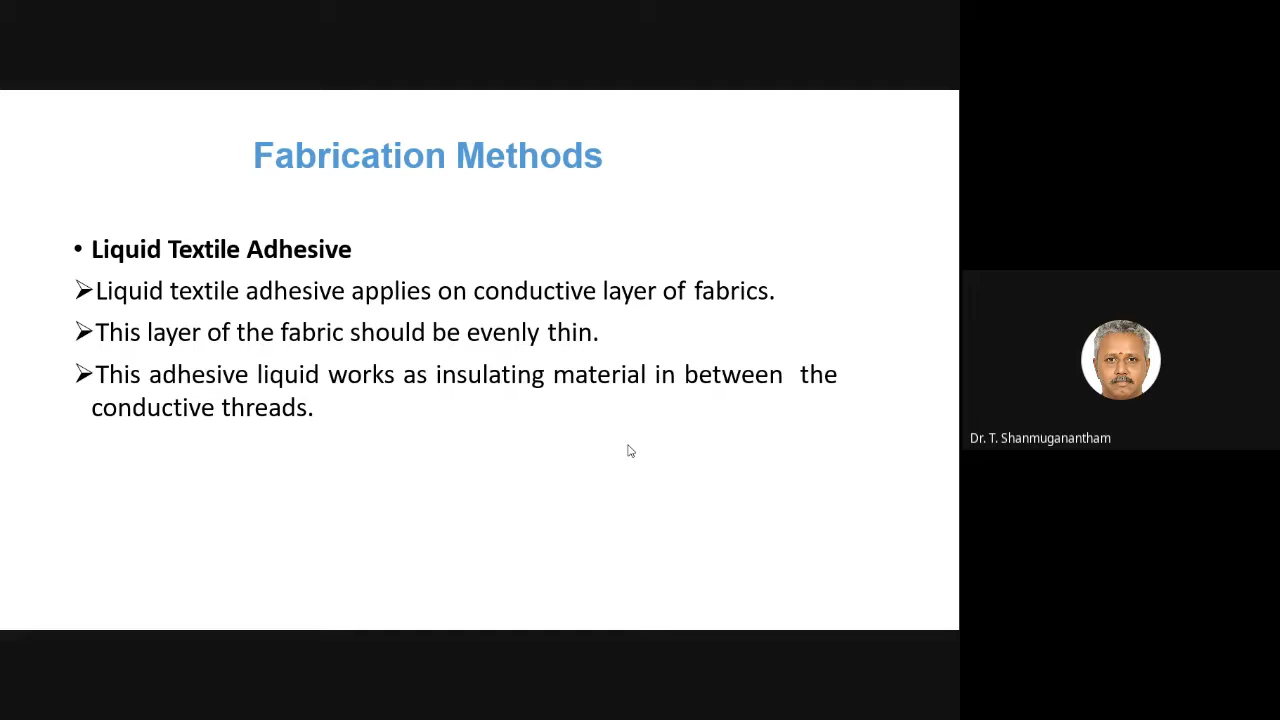 Fabrication Methods
• Liquid Textile Adhesive
➢Liquid textile adhesive applies on conductive layer of fabrics.
➢This layer of the fabric should be evenly thin.
➢This adhesive liquid works as insulating material in between the
conductive threads.
Dr. T. Shanmuganantham